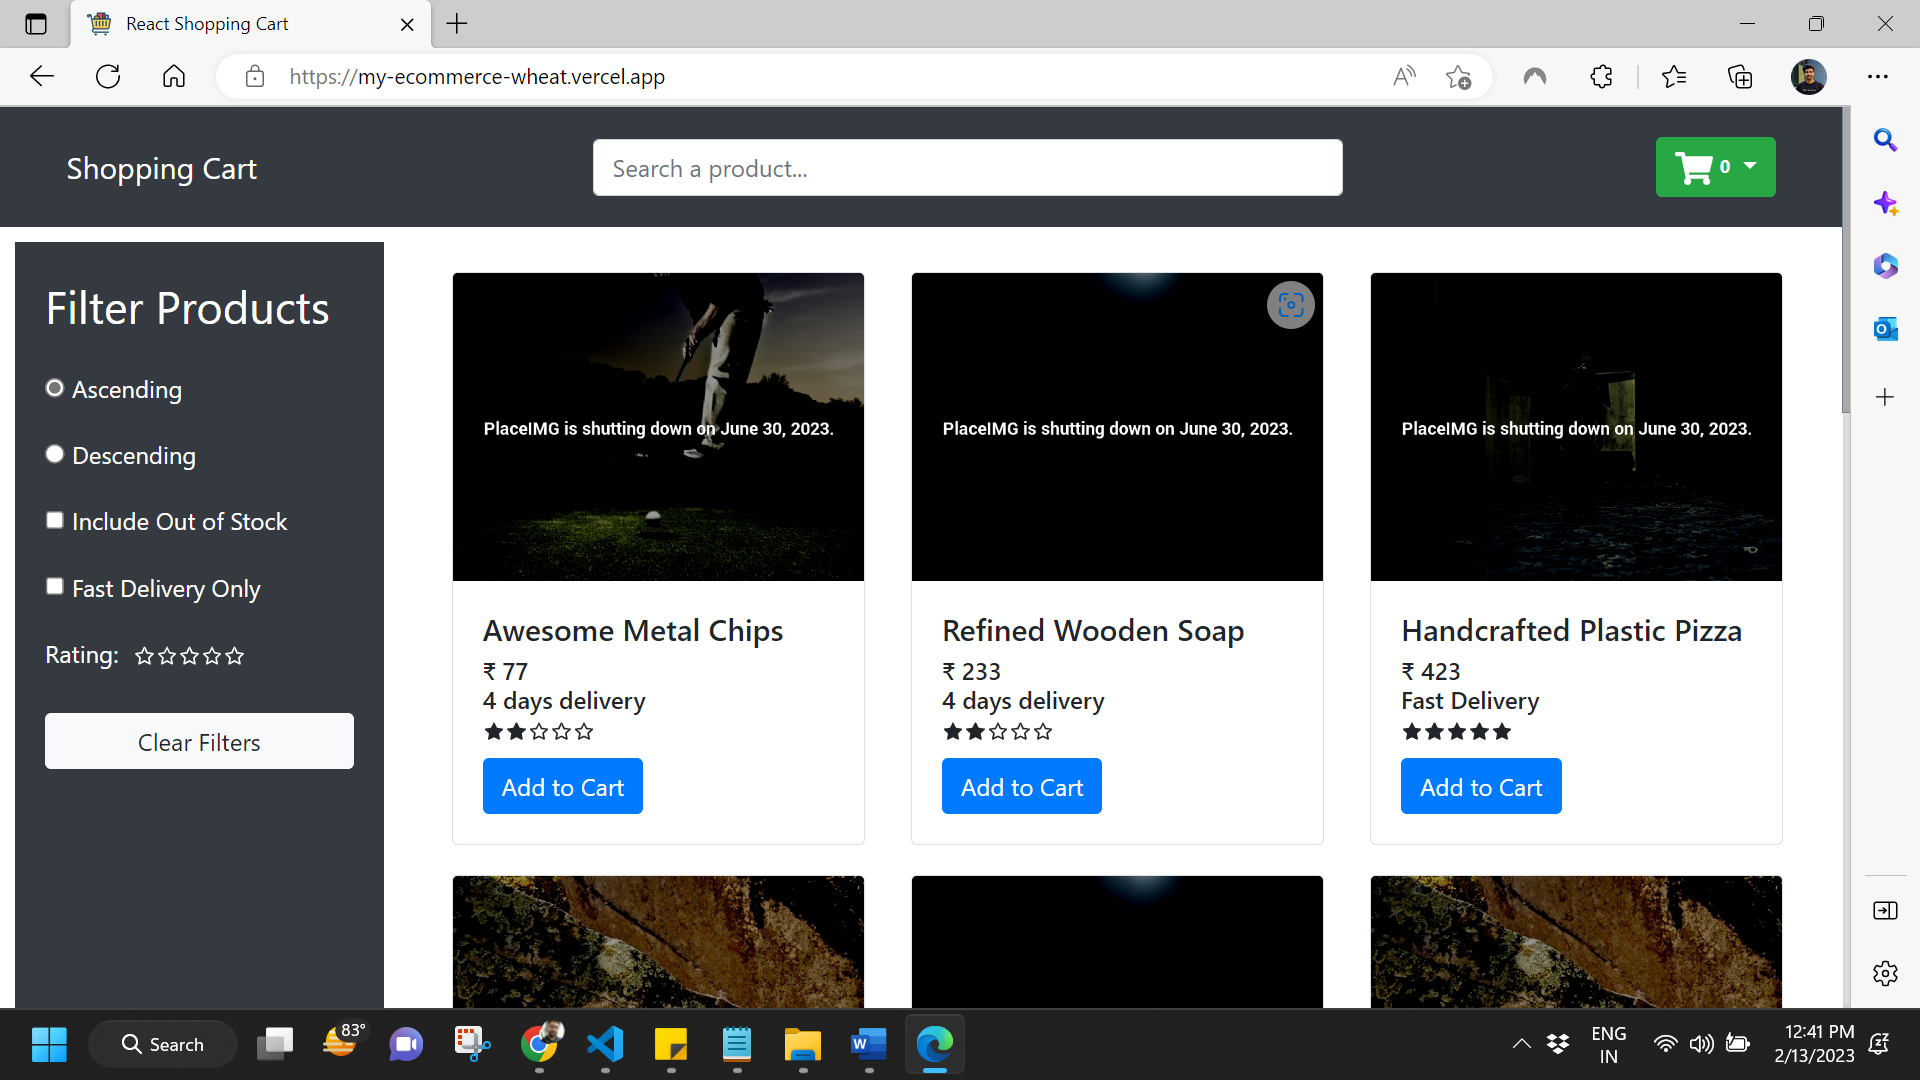 React Shopping Cart
https://my-ecommerce-wheat.vercel.app
Shopping Cart
Search a product...
0
Filter Products
Ascending
Descending
Include Out of Stock
Fast Delivery Only
Rating:
Clear Filters
PlaceIMG is shutting down on June 30, 2023.
Awesome Metal Chips
₹ 77
4 days delivery
Add to Cart
PlaceIMG is shutting down on June 30, 2023.
Refined Wooden Soap
₹ 233
4 days delivery
Add to Cart
PlaceIMG is shutting down on June 30, 2023.
Handcrafted Plastic Pizza
₹ 423
Fast Delivery
Add to Cart
Search
83°
ENG
IN
12:41 PM
2/13/2023